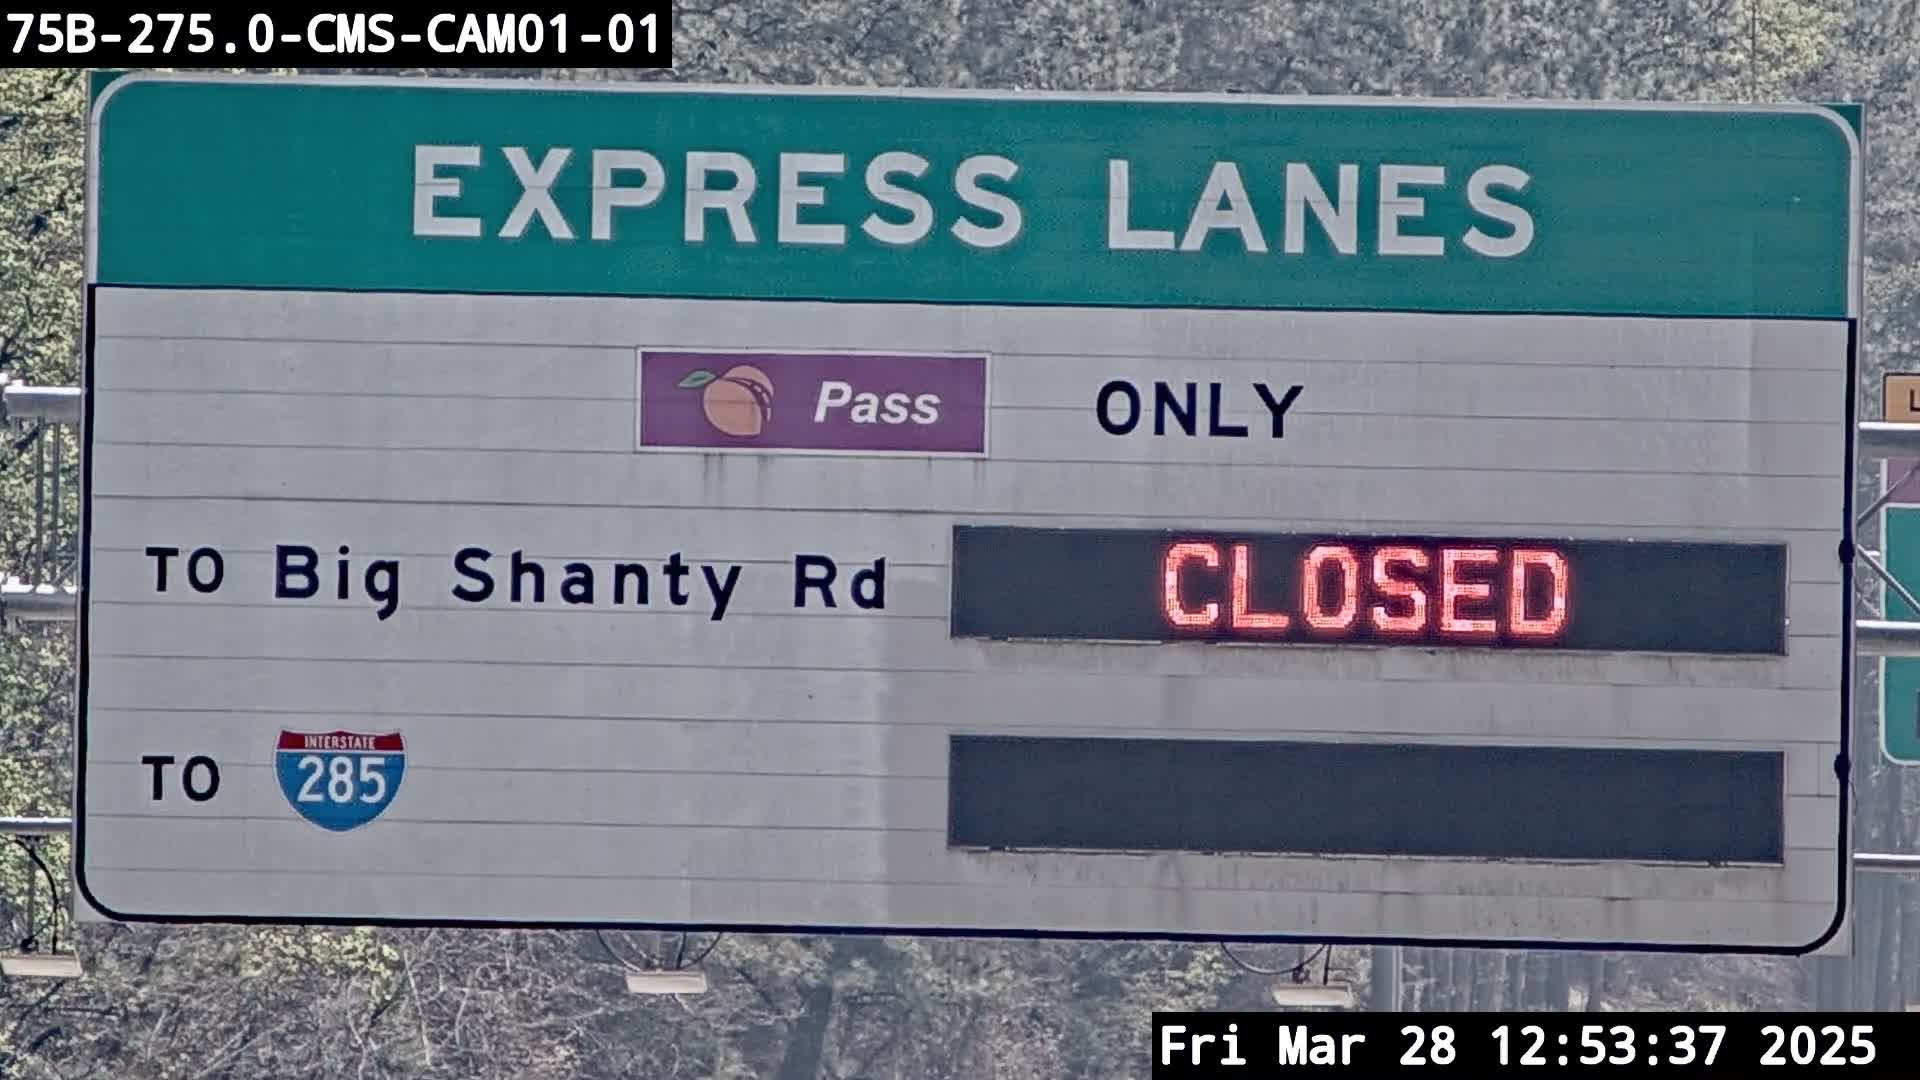 75B-275.0-CMS-CAM01-01
EXPRESS LANES
Pass ONLY
TO Big Shanty Rd CLOSED
TO INTERSTATE 285
Fri Mar 28 12:53:37 2025